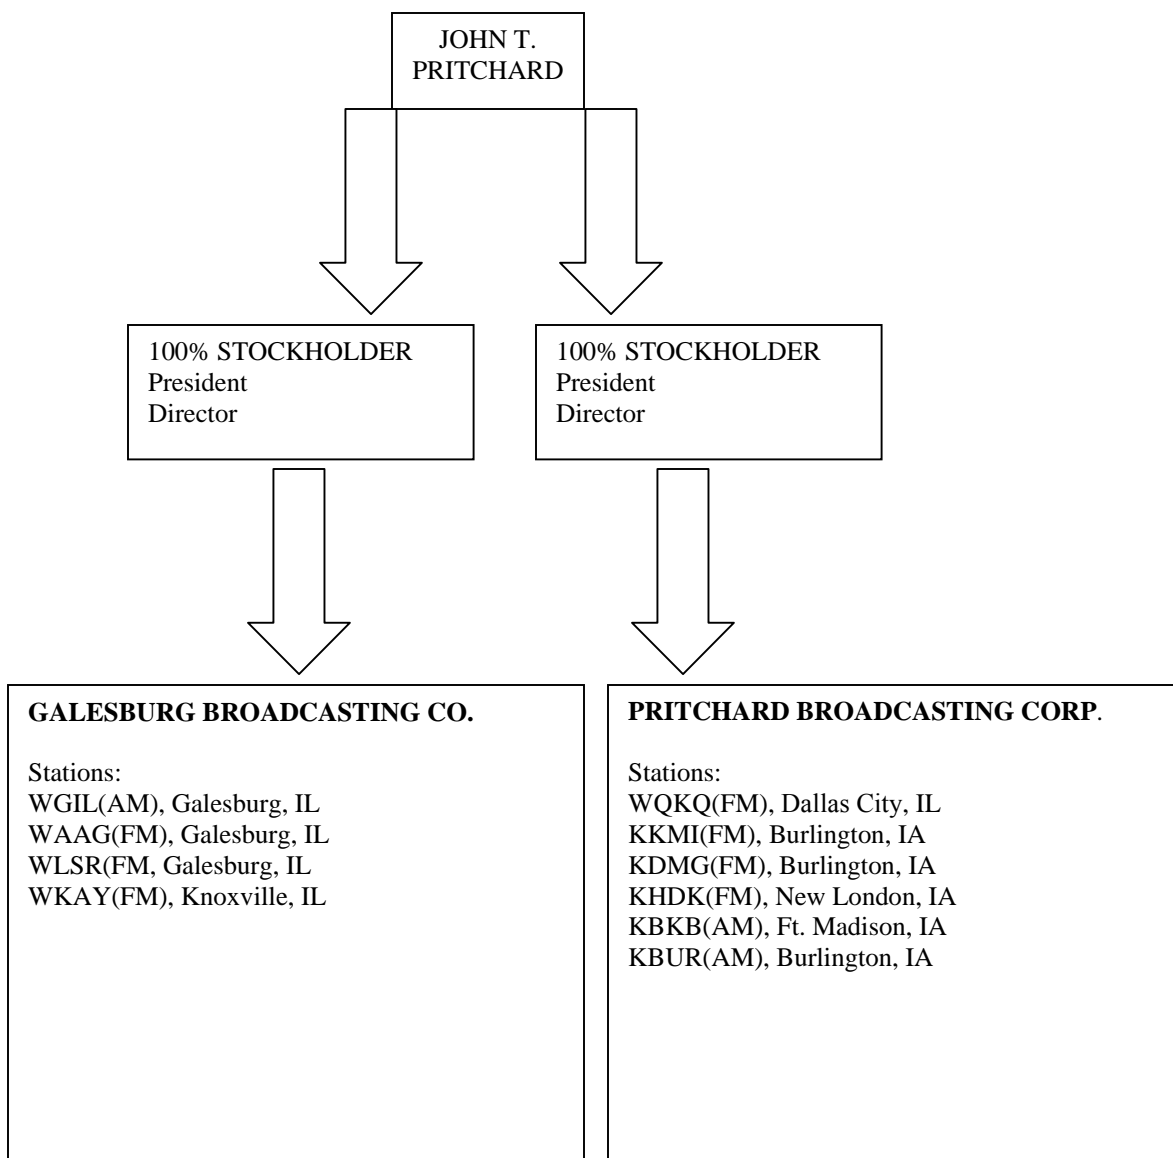 JOHN T.
PRITCHARD
100% STOCKHOLDER
President
Director
100% STOCKHOLDER
President
Director
GALESBURG BROADCASTING CO.
Stations:
WGIL(AM), Galesburg, IL
WAAG(FM), Galesburg, IL
WLSR(FM, Galesburg, IL
WKAY(FM), Knoxville, IL
PRITCHARD BROADCASTING CORP.
Stations:
WQKQ(FM), Dallas City, IL
KKMI(FM), Burlington, IA
KDMG(FM), Burlington, IA
KHDK(FM), New London, IA
KBKB(AM), Ft. Madison, IA
KBUR(AM), Burlington, IA